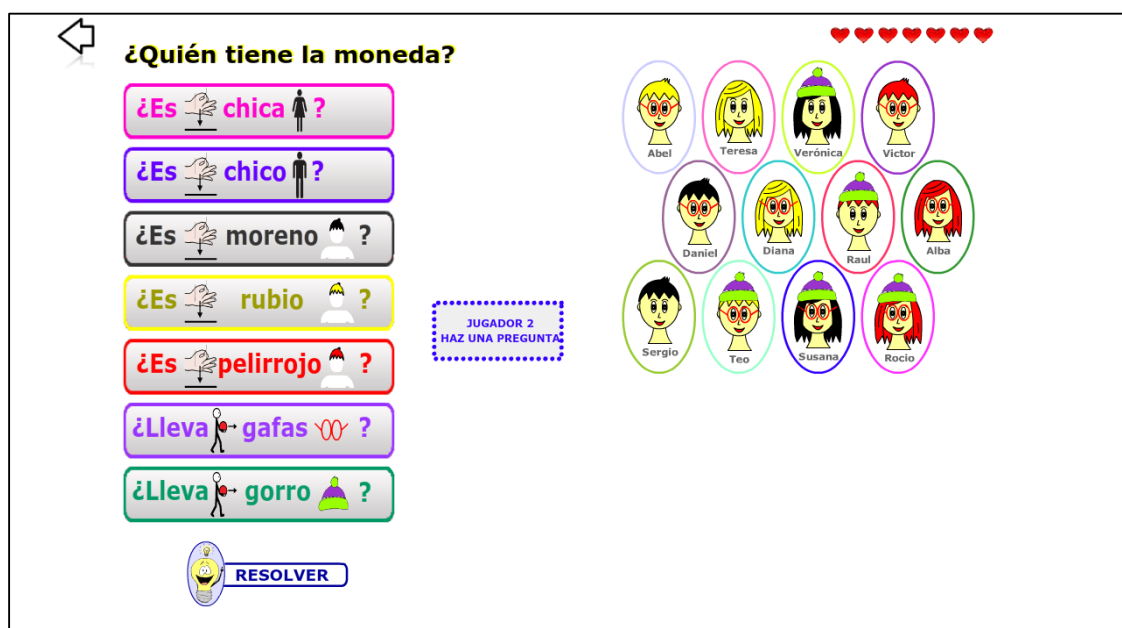 ¿Quién tiene la moneda?
¿Es chica ?
¿Es chico ?
¿Es moreno ?
¿Es rubio ?
¿Es pelirrojo ?
¿Lleva gafas ?
¿Lleva gorro ?
RESOLVER
JUGADOR 2
HAZ UNA PREGUNTA
Abel
Teresa
Verónica
Victor
Daniel
Diana
Raul
Alba
Sergio
Teo
Susana
Rocio